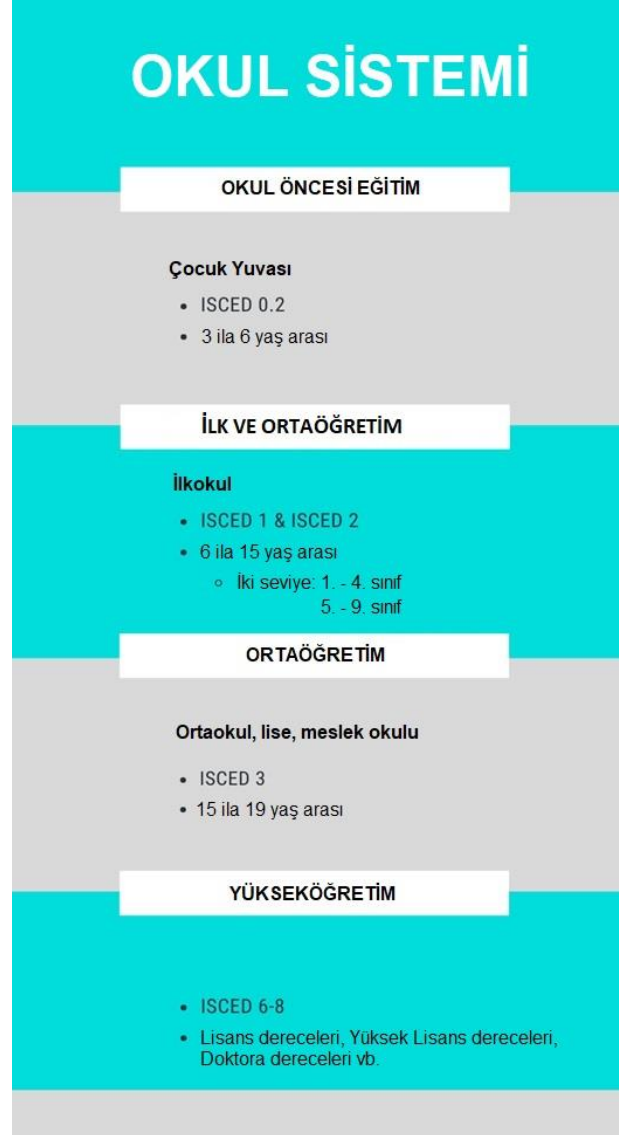 OKUL SİSTEMİ
OKUL ÖNCESİ EĞİTİM
Çocuk Yuvası
• ISCED 0.2
• 3 ila 6 yaş arası
İLK VE ORTAÖĞRETİM
İlkokul
• ISCED 1 & ISCED 2
• 6 ila 15 yaş arası
◦ İki seviye: 1. - 4. sınıf
5. - 9. sınıf
ORTAÖĞRETİM
Ortaokul, lise, meslek okulu
• ISCED 3
• 15 ila 19 yaş arası
YÜKSEKÖĞRETİM
• ISCED 6-8
• Lisans dereceleri, Yüksek Lisans dereceleri,
Doktora dereceleri vb.